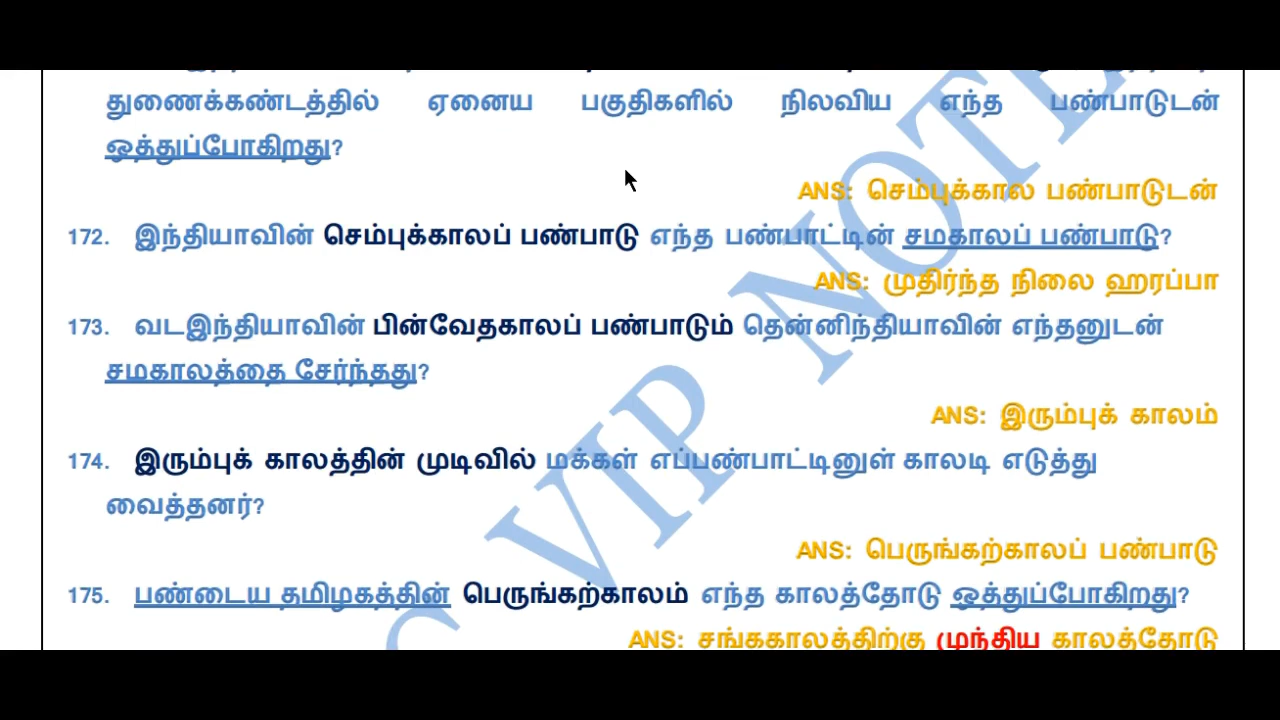 துணைக்கண்டத்தில் ஏனைய பகுதிகளில் நிலவிய எந்த பண்பாடுடன்
ஒத்துப்போகிறது?
ANS: செம்புக்கால பண்பாடுடன்
172. இந்தியாவின் செம்புக்காலப் பண்பாடு எந்த பண்பாட்டின் சமகாலப் பண்பாடு?
ANS: முதிர்ந்த நிலை ஹரப்பா
173. வடஇந்தியாவின் பின்வேதகாலப் பண்பாடும் தென்னிந்தியாவின் எந்தனுடன்
சமகாலத்தை சேர்ந்தது?
ANS: இரும்புக் காலம்
174. இரும்புக் காலத்தின் முடிவில் மக்கள் எப்பண்பாட்டினுள் காலடி எடுத்து
வைத்தனர்?
ANS: பெருங்கற்காலப் பண்பாடு
175. பண்டைய தமிழகத்தின் பெருங்கற்காலம் எந்த காலத்தோடு ஒத்துப்போகிறது?
ANS: சங்ககாலத்திற்கு முந்திய காலத்தோடு
C VIP NOTE